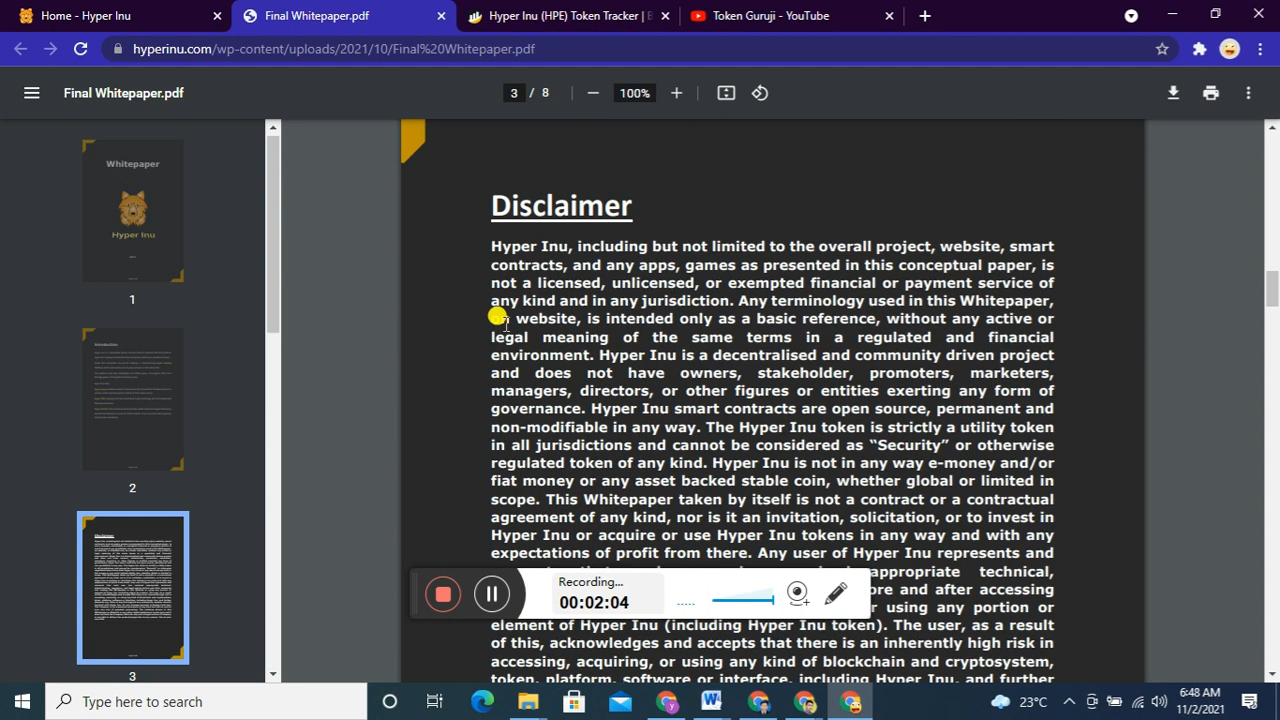 Home - Hyper Inu
Final Whitepaper.pdf
Hyper Inu (HPE) Token Tracker | B
Token Guruji - YouTube
hyperinu.com/wp-content/uploads/2021/10/Final%20Whitepaper.pdf
Final Whitepaper.pdf
3 / 8
100%
Whitepaper
Hyper Inu
1
Introduction
2
Disclaimer
3
Disclaimer
Hyper Inu, including but not limited to the overall project, website, smart
contracts, and any apps, games as presented in this conceptual paper, is
not a licensed, unlicensed, or exempted financial or payment service of
any kind and in any jurisdiction. Any terminology used in this Whitepaper,
on website, is intended only as a basic reference, without any active or
legal meaning of the same terms in a regulated and financial
environment. Hyper Inu is a decentralised and community driven project
and does not have owners, stakeholder, promoters, marketers,
managers, directors, or other figures or entities exerting any form of
governance. Hyper Inu smart contracts are open source, permanent and
non-modifiable in any way. The Hyper Inu token is strictly a utility token
in all jurisdictions and cannot be considered as “Security” or otherwise
regulated token of any kind. Hyper Inu is not in any way e-money and/or
fiat money or any asset backed stable coin, whether global or limited in
scope. This Whitepaper taken by itself is not a contract or a contractual
agreement of any kind, nor is it an invitation, solicitation, or to invest in
Hyper Inu or acquire or use Hyper Inu tokens in any way and with any
expectations of profit from there. Any user of Hyper Inu represents and
appropriate technical,
ore and after accessing
r using any portion or
element of Hyper Inu (including Hyper Inu token). The user, as a result
of this, acknowledges and accepts that there is an inherently high risk in
accessing, acquiring, or using any kind of blockchain and cryptosystem,
token, platform, software or interface, including Hyper Inu, and further
Recording...
00:02:04
Type here to search
23°C
6:48 AM
11/2/2021